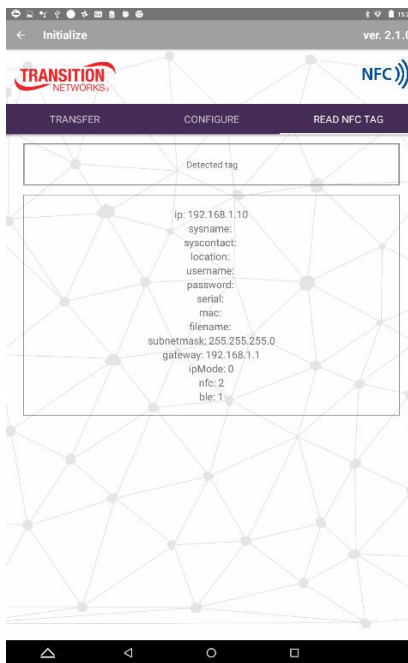 Initialize
ver. 2.1.0
TRANSITION
NETWORKS®
NFC
TRANSFER
CONFIGURE
READ NFC TAG
Detected tag
ip: 192.168.1.10
sysname:
syscontact:
location:
username:
password:
serial:
mac:
filename:
subnetmask: 255.255.255.0
gateway: 192.168.1.1
ipMode: 0
nfc: 2
ble: 1